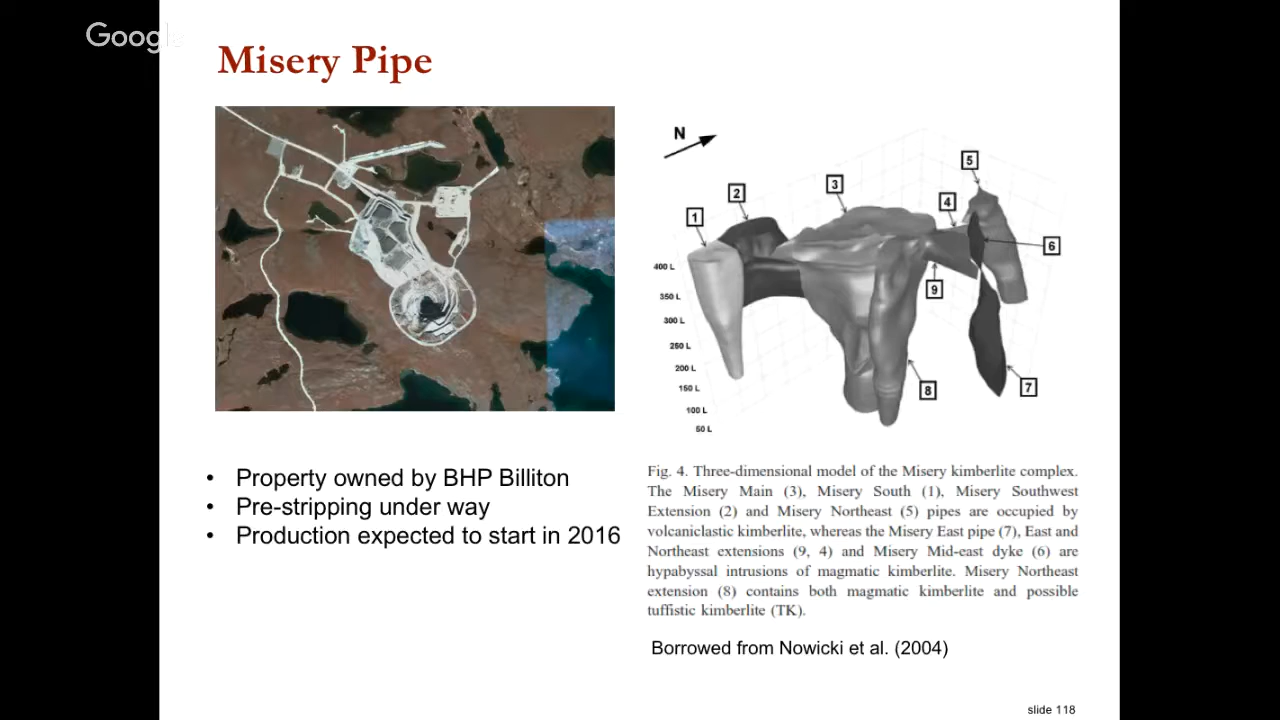 Google
Misery Pipe
N
5
3
2
4
1
6
400 L
9
350 L
300 L
250 L
200 L
8
7
150 L
100 L
50 L
• Property owned by BHP Billiton
• Pre-stripping under way
• Production expected to start in 2016
Fig. 4. Three-dimensional model of the Misery kimberlite complex.
The Misery Main (3), Misery South (1), Misery Southwest
Extension (2) and Misery Northeast (5) pipes are occupied by
volcaniclastic kimberlite, whereas the Misery East pipe (7), East and
Northeast extensions (9, 4) and Misery Mid-east dyke (6) are
hypabyssal intrusions of magmatic kimberlite. Misery Northeast
extension (8) contains both magmatic kimberlite and possible
tuffistic kimberlite (TK).
Borrowed from Nowicki et al. (2004)
slide 118